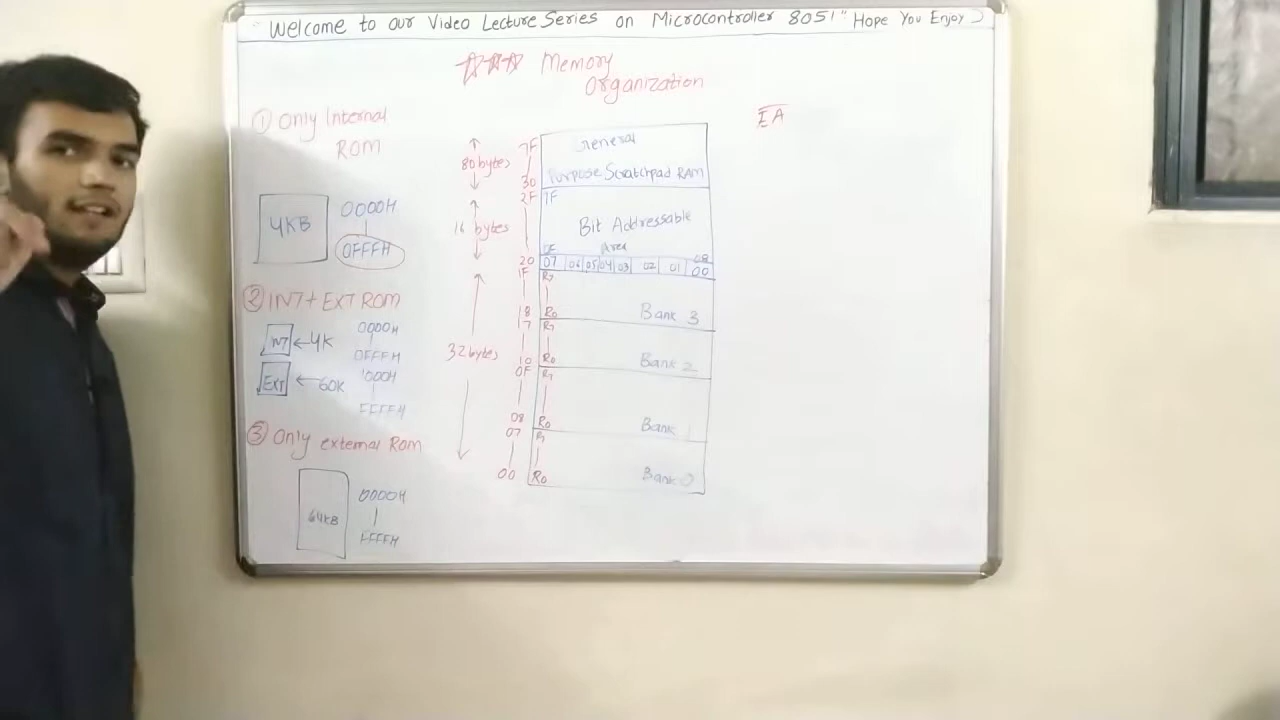 "Welcome to our Video Lecture Series on Microcontroller 8051" Hope You Enjoy
Memory
Organization
① Only Internal
ROM
4KB
0000H
0FFFH
② INT + EXT ROM
INT
4K
0000H
0FFFH
EXT
60K
1000H
FFFFH
③ Only external Rom
64KB
0000H
FFFFH
80 bytes
16 bytes
32 bytes
7F
30
2F
20
1F
18
17
10
0F
08
07
00
General
Purpose Scratchpad RAM
7F
Bit Addressable
Area
0F
08
07 06 05 04 03 02 01 00
R7
R0
Bank 3
R7
R0
Bank 2
R7
R0
Bank 1
R7
R0
Bank 0
EA